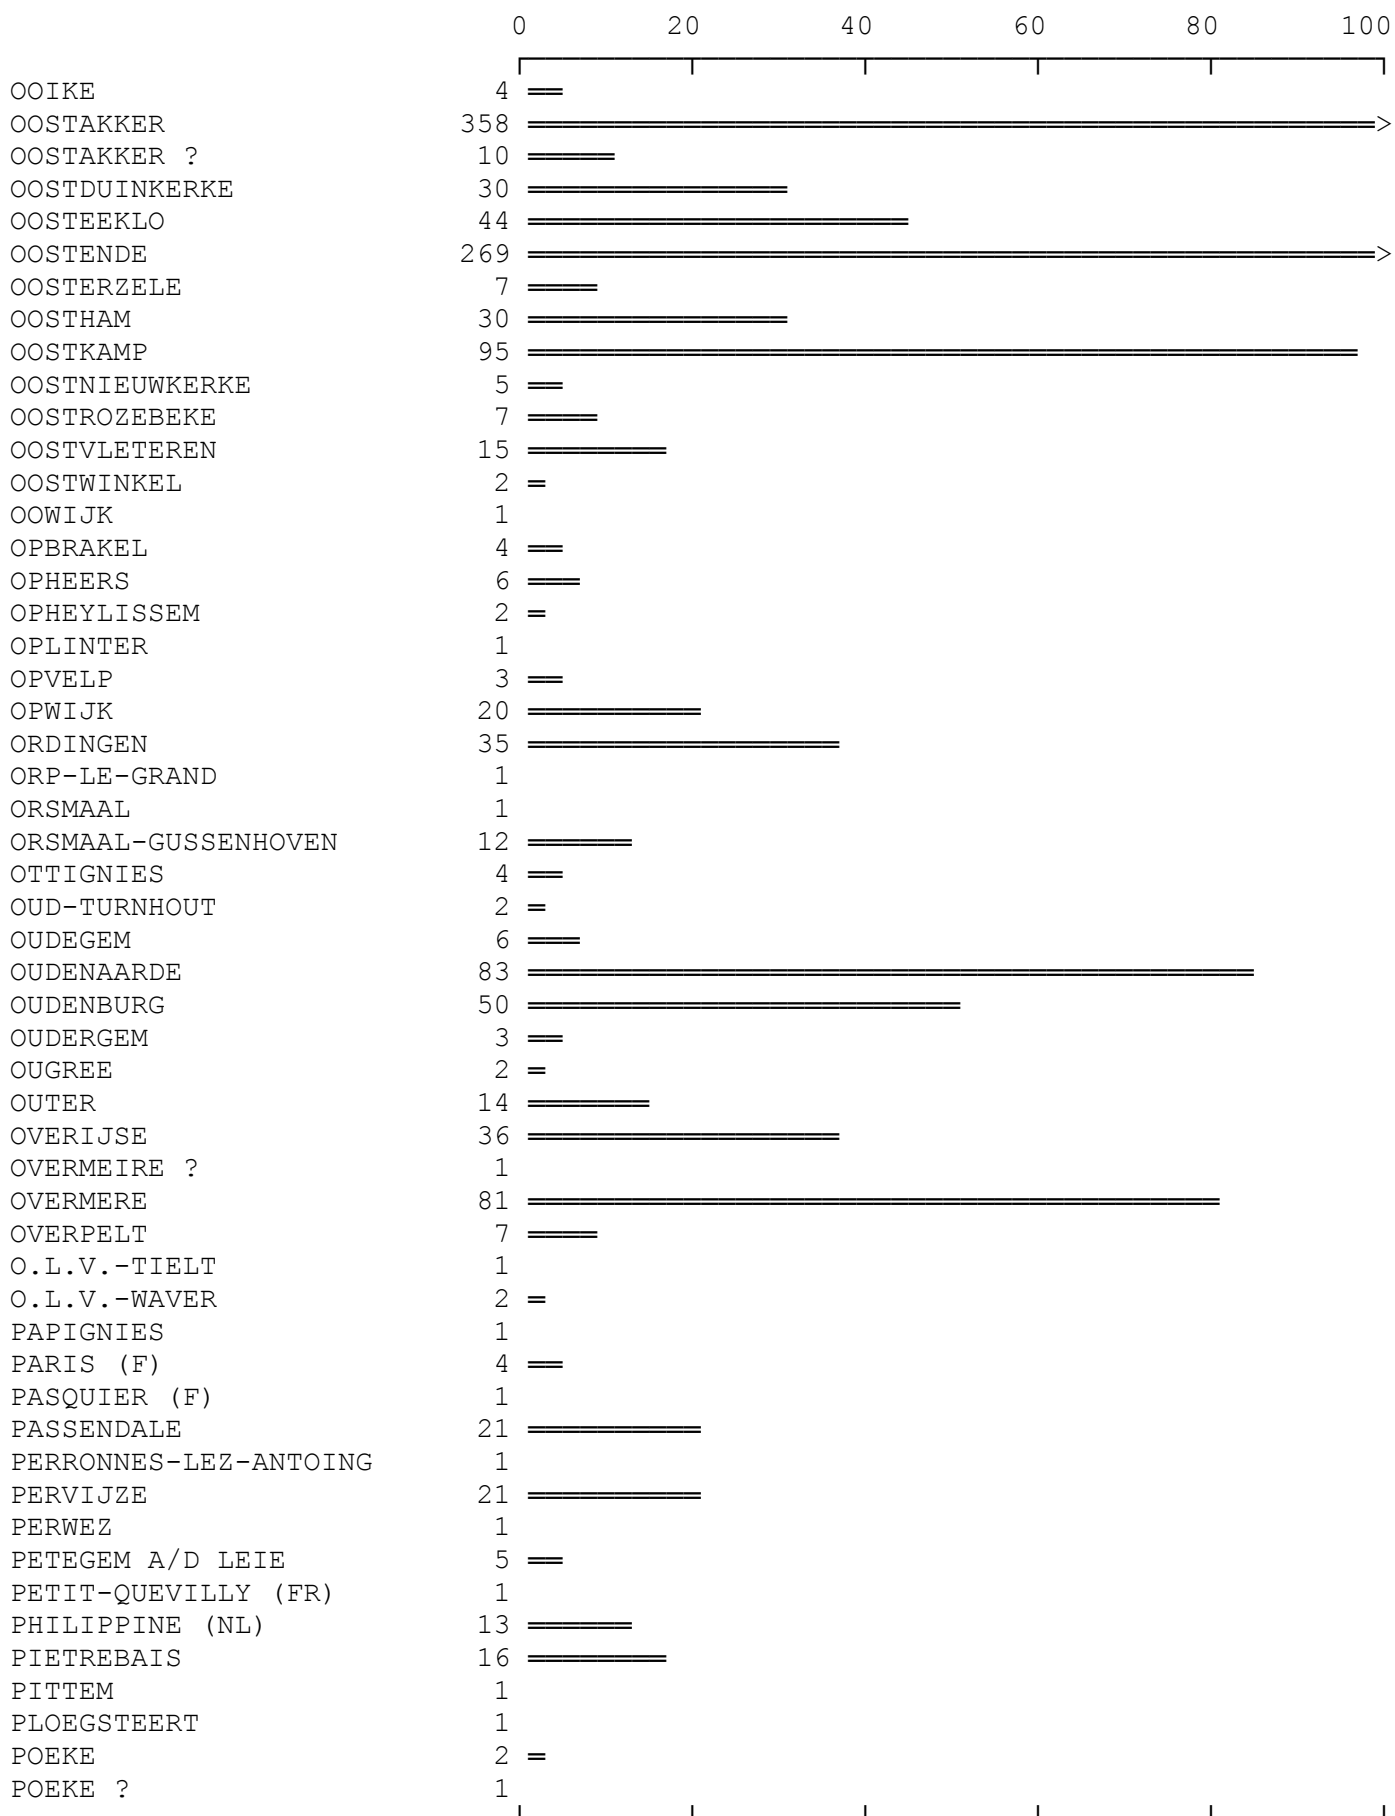 0 20 40 60 80 100
OOIKE 4
OOSTAKKER 358 >
OOSTAKKER ? 10
OOSTDUINKERKE 30
OOSTEEKLO 44
OOSTENDE 269 >
OOSTERZELE 7
OOSTHAM 30
OOSTKAMP 95
OOSTNIEUWKERKE 5
OOSTROZEBEKE 7
OOSTVLETEREN 15
OOSTWINKEL 2
OOWIJK 1
OPBRAKEL 4
OPHEERS 6
OPHEYLISSEM 2
OPLINTER 1
OPVELP 3
OPWIJK 20
ORDINGEN 35
ORP-LE-GRAND 1
ORSMAAL 1
ORSMAAL-GUSSENHOVEN 12
OTTIGNIES 4
OUD-TURNHOUT 2
OUDEGEM 6
OUDENAARDE 83
OUDENBURG 50
OUDERGEM 3
OUGREE 2
OUTER 14
OVERIJSE 36
OVERMEIRE ? 1
OVERMERE 81
OVERPELT 7
O.L.V.-TIELT 1
O.L.V.-WAVER 2
PAPIGNIES 1
PARIS (F) 4
PASQUIER (F) 1
PASSENDALE 21
PERRONNES-LEZ-ANTOING 1
PERVIJZE 21
PERWEZ 1
PETEGEM A/D LEIE 5
PETIT-QUEVILLY (FR) 1
PHILIPPINE (NL) 13
PIETREBAIS 16
PITTEM 1
PLOEGSTEERT 1
POEKE 2
POEKE ? 1